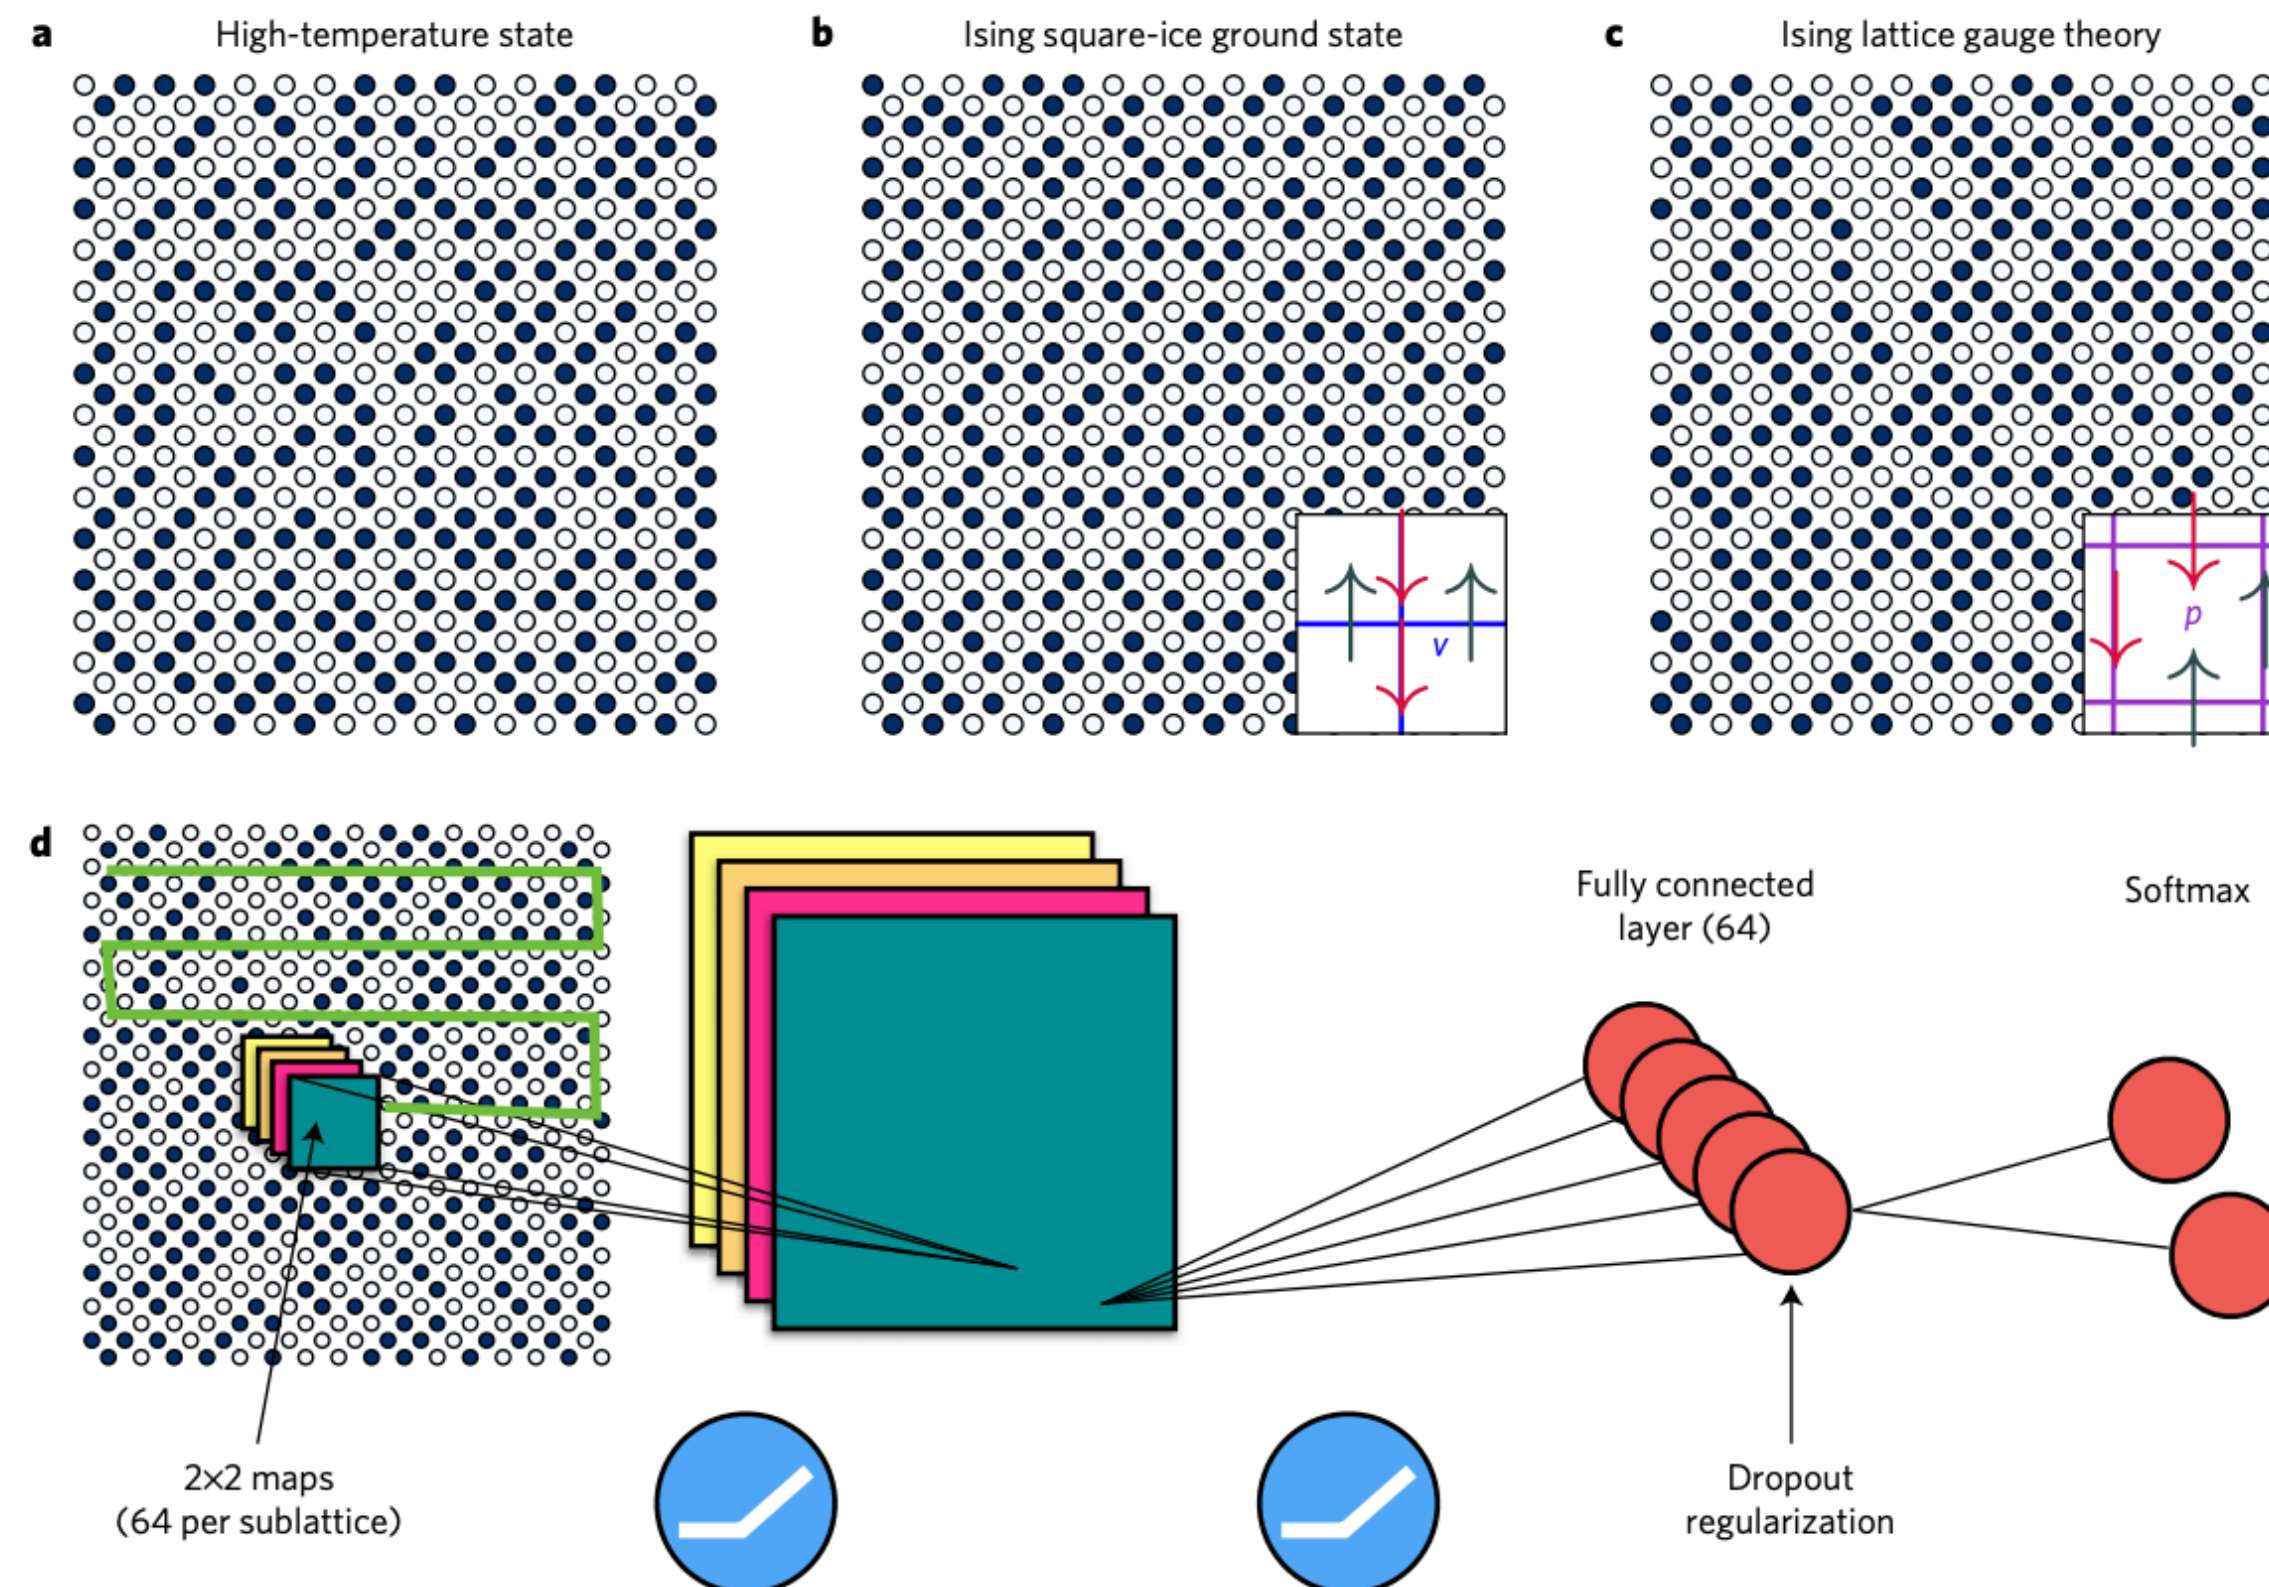 a High-temperature state
b Ising square-ice ground state
c Ising lattice gauge theory
v
p
d
Fully connected
layer (64)
Softmax
2×2 maps
(64 per sublattice)
Dropout
regularization